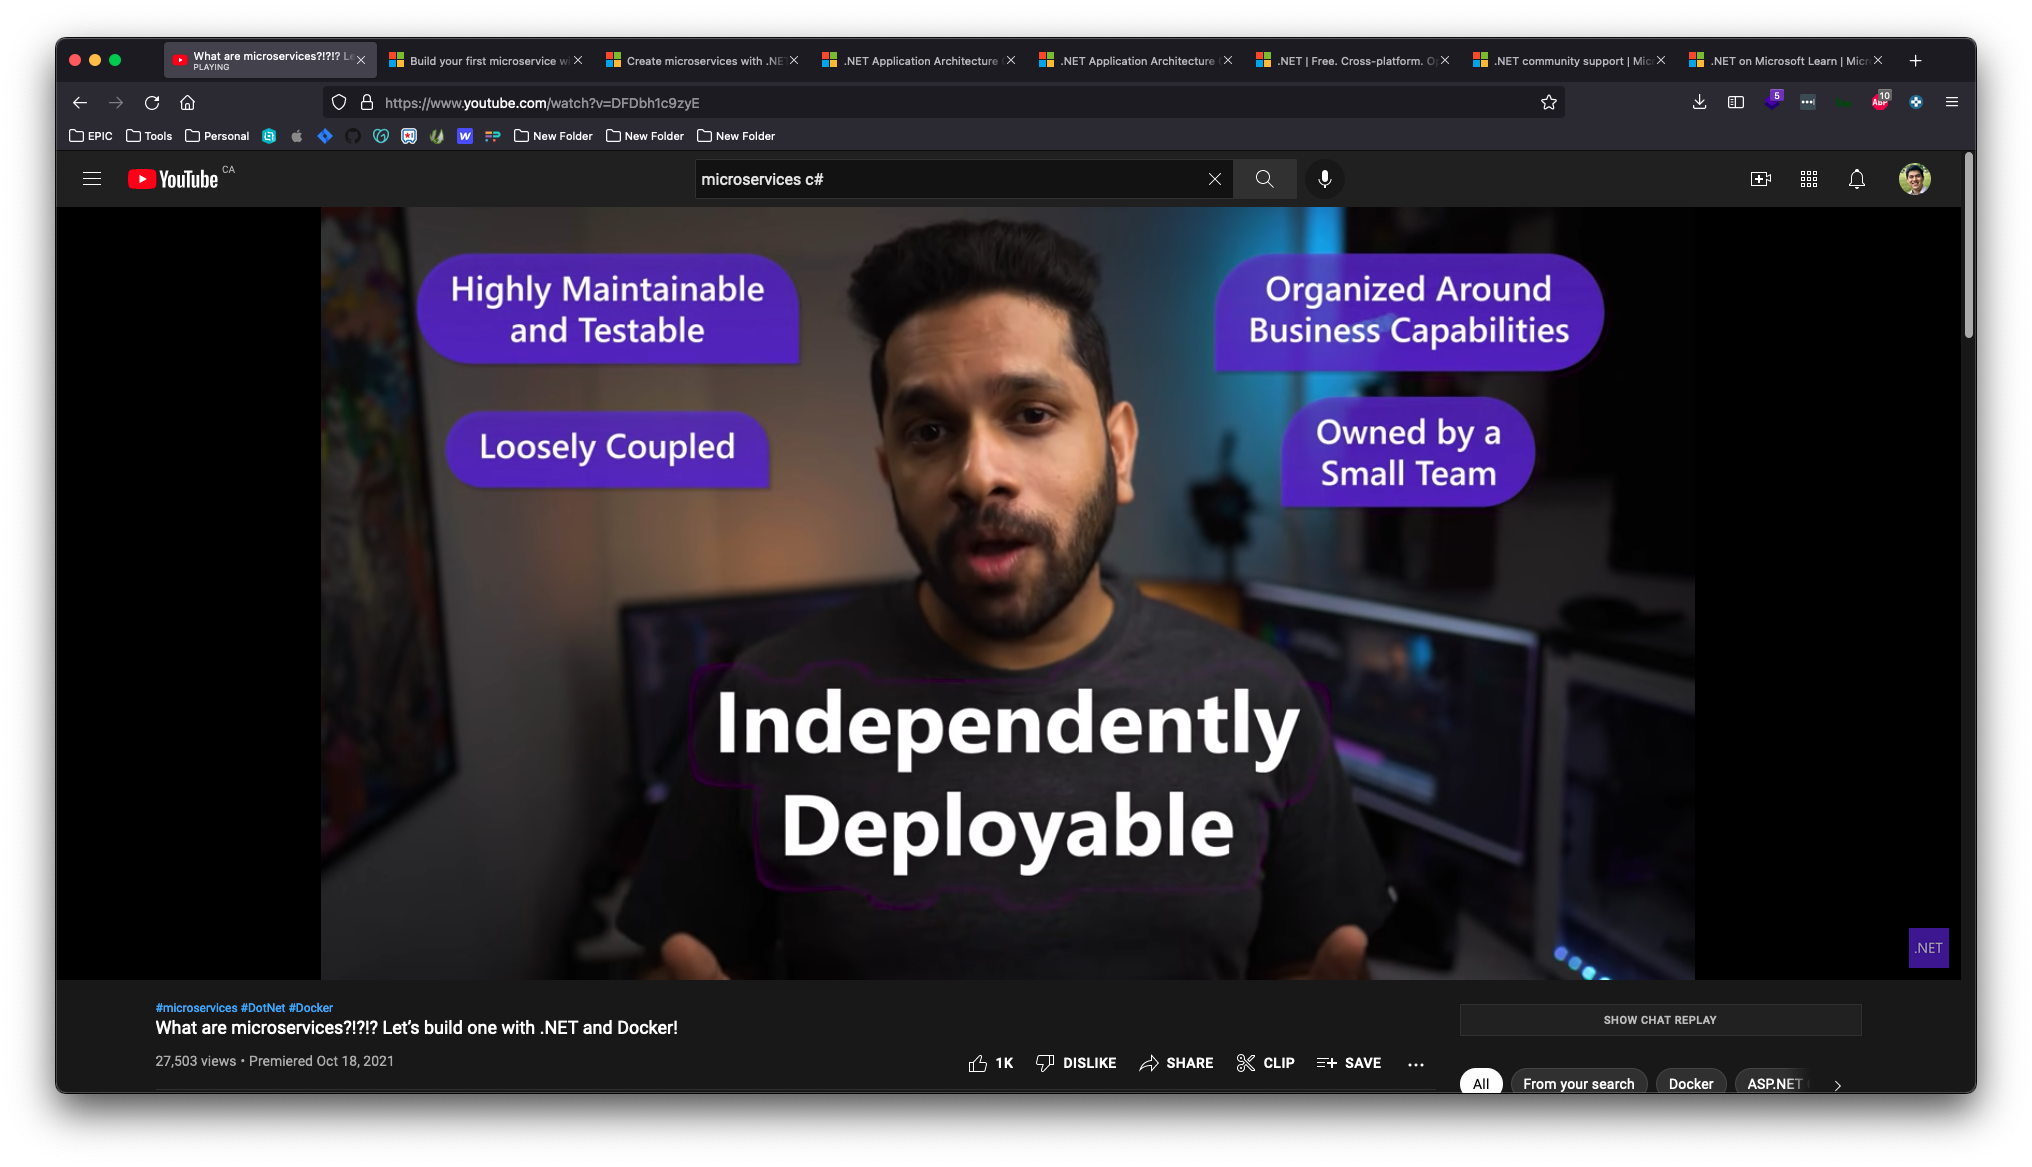 What are microservices?!?!? Le
PLAYING
Build your first microservice wi
Create microservices with .NE
.NET Application Architecture
.NET Application Architecture
.NET | Free. Cross-platform. O
.NET community support | Micr
.NET on Microsoft Learn | Micr
https://www.youtube.com/watch?v=DFDbh1c9zyE
5
10
ABP
EPIC
Tools
Personal
New Folder
New Folder
New Folder
YouTube CA
microservices c#
Highly Maintainable
and Testable
Organized Around
Business Capabilities
Loosely Coupled
Owned by a
Small Team
Independently
Deployable
.NET
#microservices #DotNet #Docker
What are microservices?!?!? Let’s build one with .NET and Docker!
27,503 views • Premiered Oct 18, 2021
1K
DISLIKE
SHARE
CLIP
SAVE
SHOW CHAT REPLAY
All
From your search
Docker
ASP.NET